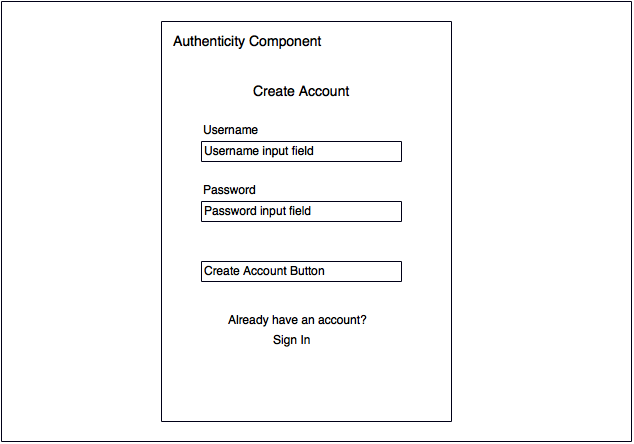 Authenticity Component
Create Account
Username
Username input field
Password
Password input field
Create Account Button
Already have an account?
Sign In